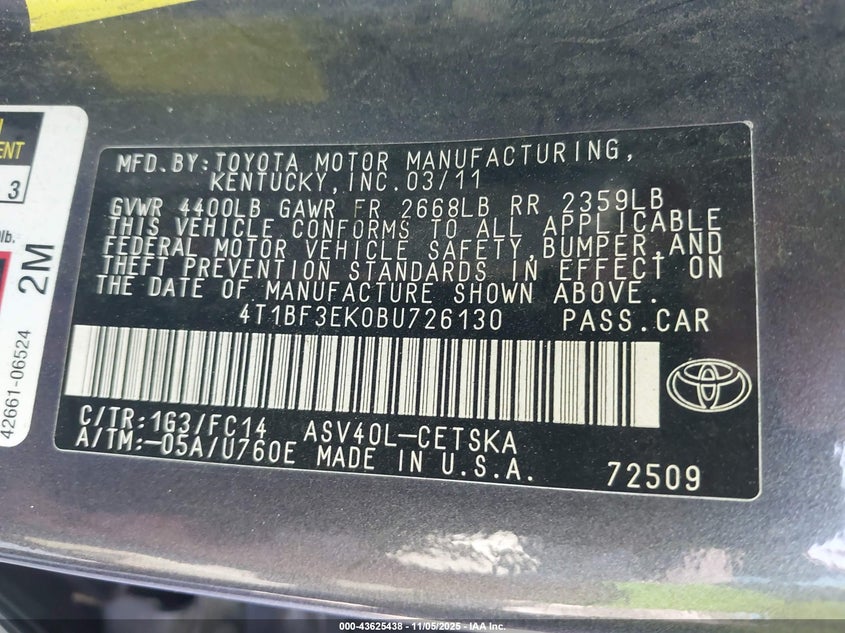 ENT
3
lb.
2M
42661-06524
MFD.BY:TOYOTA MOTOR MANUFACTURING,
KENTUCKY,INC.03/11
GVWR 4400LB GAWR FR 2668LB RR 2359LB
THIS VEHICLE CONFORMS TO ALL APPLICABLE
FEDERAL MOTOR VEHICLE SAFETY,BUMPER,AND
THEFT PREVENTION STANDARDS IN EFFECT ON
THE DATE OF MANUFACTURE SHOWN ABOVE.
4T1BF3EK0BU726130 PASS.CAR
C/TR:1G3/FC14 ASV40L-CETSKA
A/TM:-05A/U760E MADE IN U.S.A.
72509
000-43625438 - 11/05/2025 - IAA Inc.